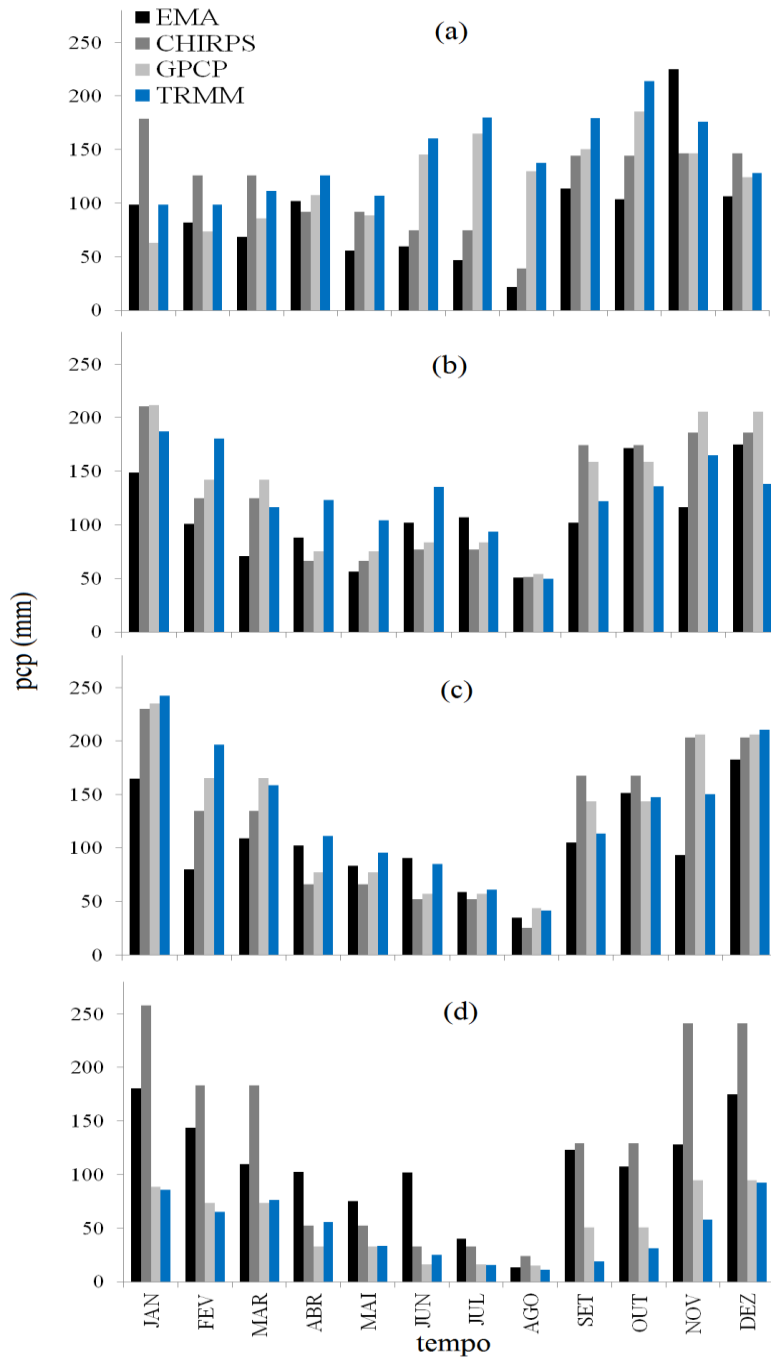 EMA
CHIRPS
GPCP
TRMM
(a)
250
200
150
100
50
0
(b)
250
200
150
100
50
0
pcp (mm)
(c)
250
200
150
100
50
0
(d)
250
200
150
100
50
0
JAN FEV MAR ABR MAI JUN JUL AGO SET OUT NOV DEZ
tempo